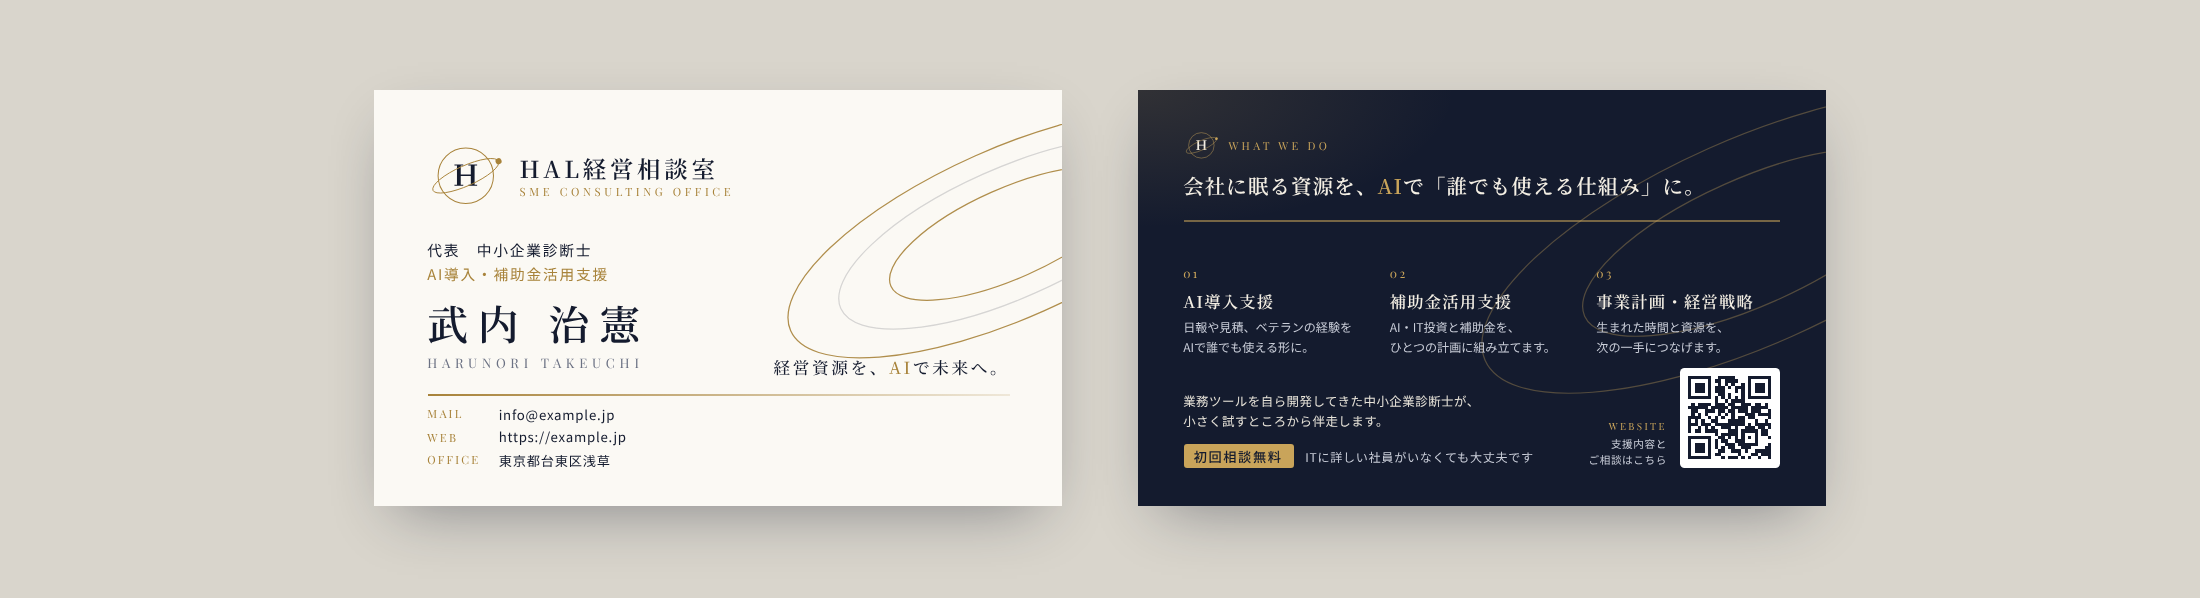 H
HAL経営相談室
SME CONSULTING OFFICE
代表　中小企業診断士
AI導入・補助金活用支援
武内 治憲
HARUNORI TAKEUCHI
経営資源を、AIで未来へ。
MAIL info@example.jp
WEB https://example.jp
OFFICE 東京都台東区浅草
H WHAT WE DO
会社に眠る資源を、AIで「誰でも使える仕組み」に。
01
AI導入支援
日報や見積、ベテランの経験を
AIで誰でも使える形に。
02
補助金活用支援
AI・IT投資と補助金を、
ひとつの計画に組み立てます。
03
事業計画・経営戦略
生まれた時間と資源を、
次の一手につなげます。
業務ツールを自ら開発してきた中小企業診断士が、
小さく試すところから伴走します。
初回相談無料 ITに詳しい社員がいなくても大丈夫です
WEBSITE
支援内容と
ご相談はこちら